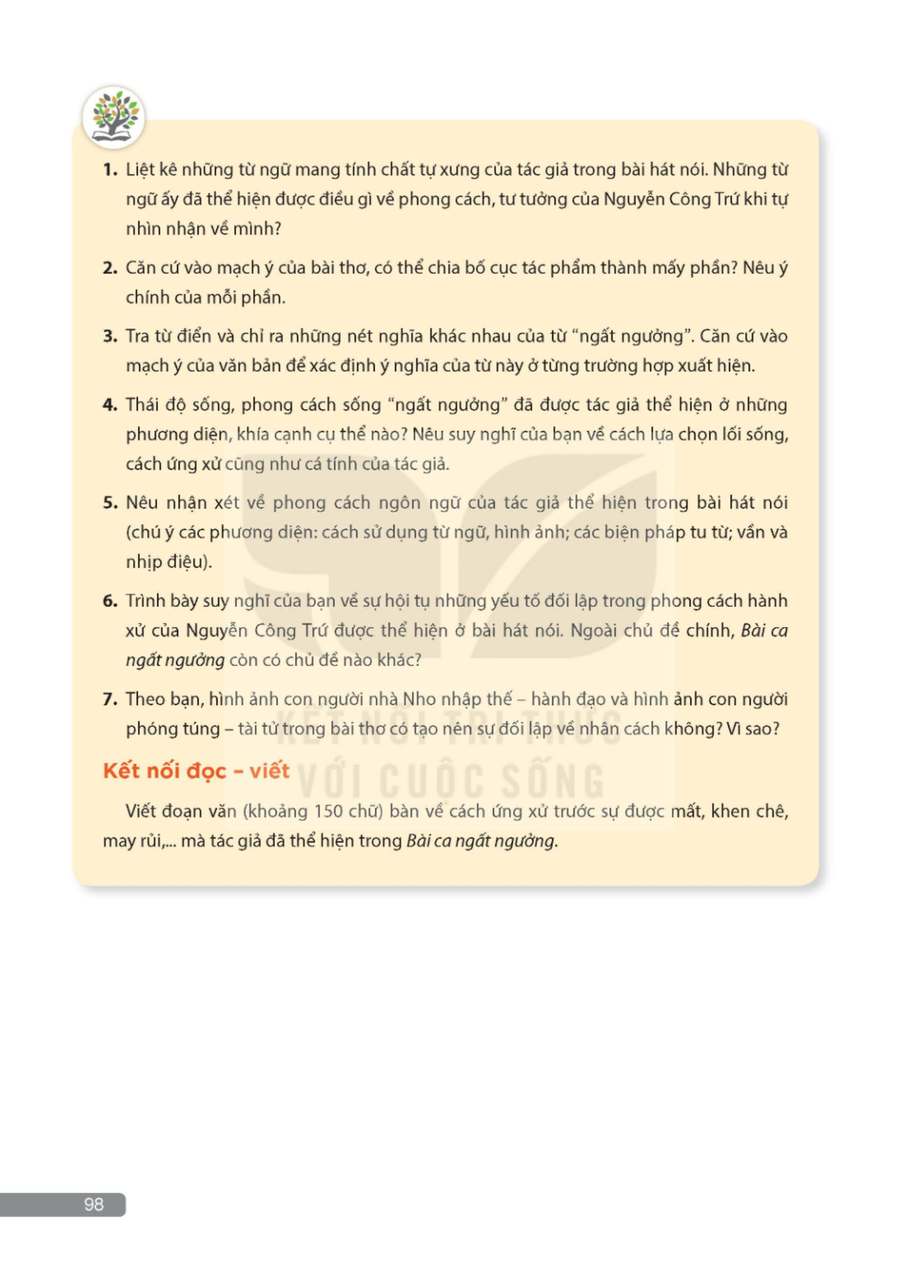 1. Liệt kê những từ ngữ mang tính chất tự xưng của tác giả trong bài hát nói. Những từ
ngữ ấy đã thể hiện được điều gì về phong cách, tư tưởng của Nguyễn Công Trứ khi tự
nhìn nhận về mình?
2. Căn cứ vào mạch ý của bài thơ, có thể chia bố cục tác phẩm thành mấy phần? Nêu ý
chính của mỗi phần.
3. Tra từ điển và chỉ ra những nét nghĩa khác nhau của từ “ngất ngưởng”. Căn cứ vào
mạch ý của văn bản để xác định ý nghĩa của từ này ở từng trường hợp xuất hiện.
4. Thái độ sống, phong cách sống “ngất ngưởng” đã được tác giả thể hiện ở những
phương diện, khía cạnh cụ thể nào? Nêu suy nghĩ của bạn về cách lựa chọn lối sống,
cách ứng xử cũng như cá tính của tác giả.
5. Nêu nhận xét về phong cách ngôn ngữ của tác giả thể hiện trong bài hát nói
(chú ý các phương diện: cách sử dụng từ ngữ, hình ảnh; các biện pháp tu từ; vần và
nhịp điệu).
6. Trình bày suy nghĩ của bạn về sự hội tụ những yếu tố đối lập trong phong cách hành
xử của Nguyễn Công Trứ được thể hiện ở bài hát nói. Ngoài chủ đề chính, Bài ca
ngất ngưởng còn có chủ đề nào khác?
7. Theo bạn, hình ảnh con người nhà Nho nhập thế – hành đạo và hình ảnh con người
phóng túng – tài tử trong bài thơ có tạo nên sự đối lập về nhân cách không? Vì sao?
KẾT NỐI TRI THỨC
VỚI CUỘC SỐNG
Kết nối đọc – viết
Viết đoạn văn (khoảng 150 chữ) bàn về cách ứng xử trước sự được mất, khen chê,
may rủi,... mà tác giả đã thể hiện trong Bài ca ngất ngưởng.
98